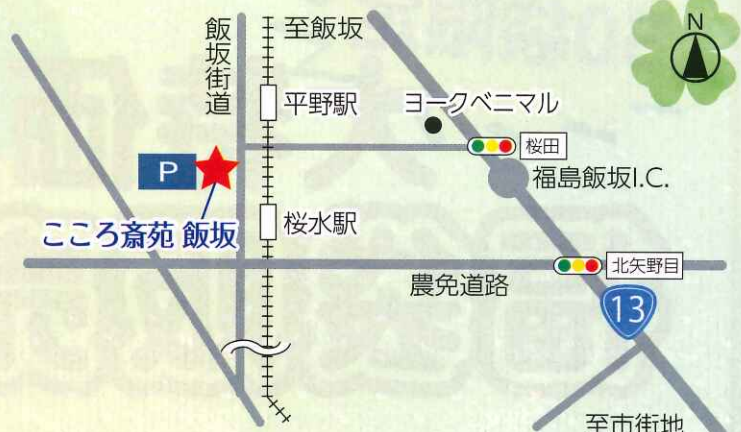 飯坂街道
至飯坂
N
平野駅
ヨークベニマル
桜田
P
福島飯坂I.C.
こころ斎苑 飯坂
桜水駅
農免道路
北矢野目
13
至市街地